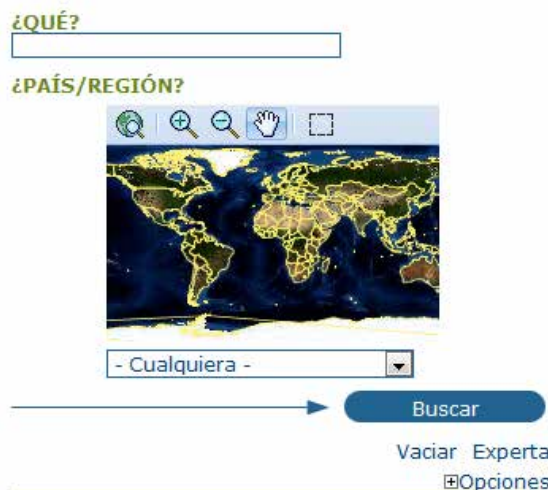 ¿QUÉ?
¿PAÍS/REGIÓN?
- Cualquiera -
Buscar
Vaciar Experta
Opciones